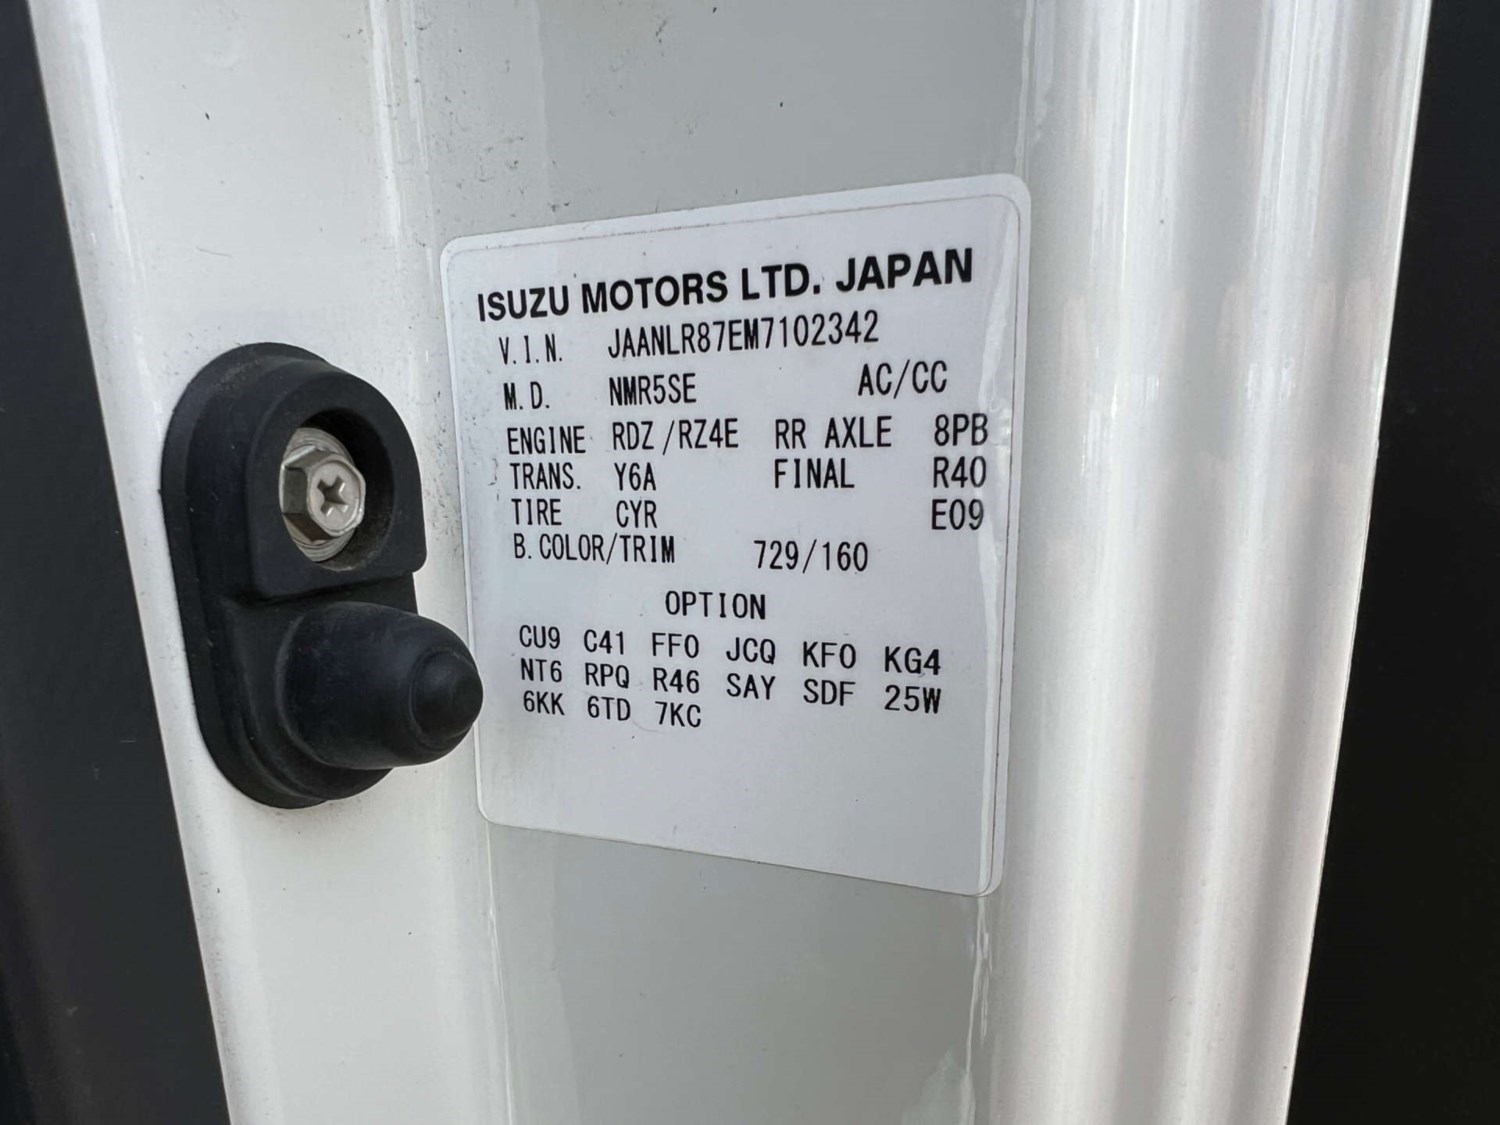 ISUZU MOTORS LTD. JAPAN
V.I.N. JAANLR87EM7102342
M.D. NMR5SE AC/CC
ENGINE RDZ/RZ4E RR AXLE 8PB
TRANS. Y6A FINAL R40
TIRE CYR E09
B.COLOR/TRIM 729/160
OPTION
CU9 C41 FF0 JCQ KF0 KG4
NT6 RPQ R46 SAY SDF 25W
6KK 6TD 7KC